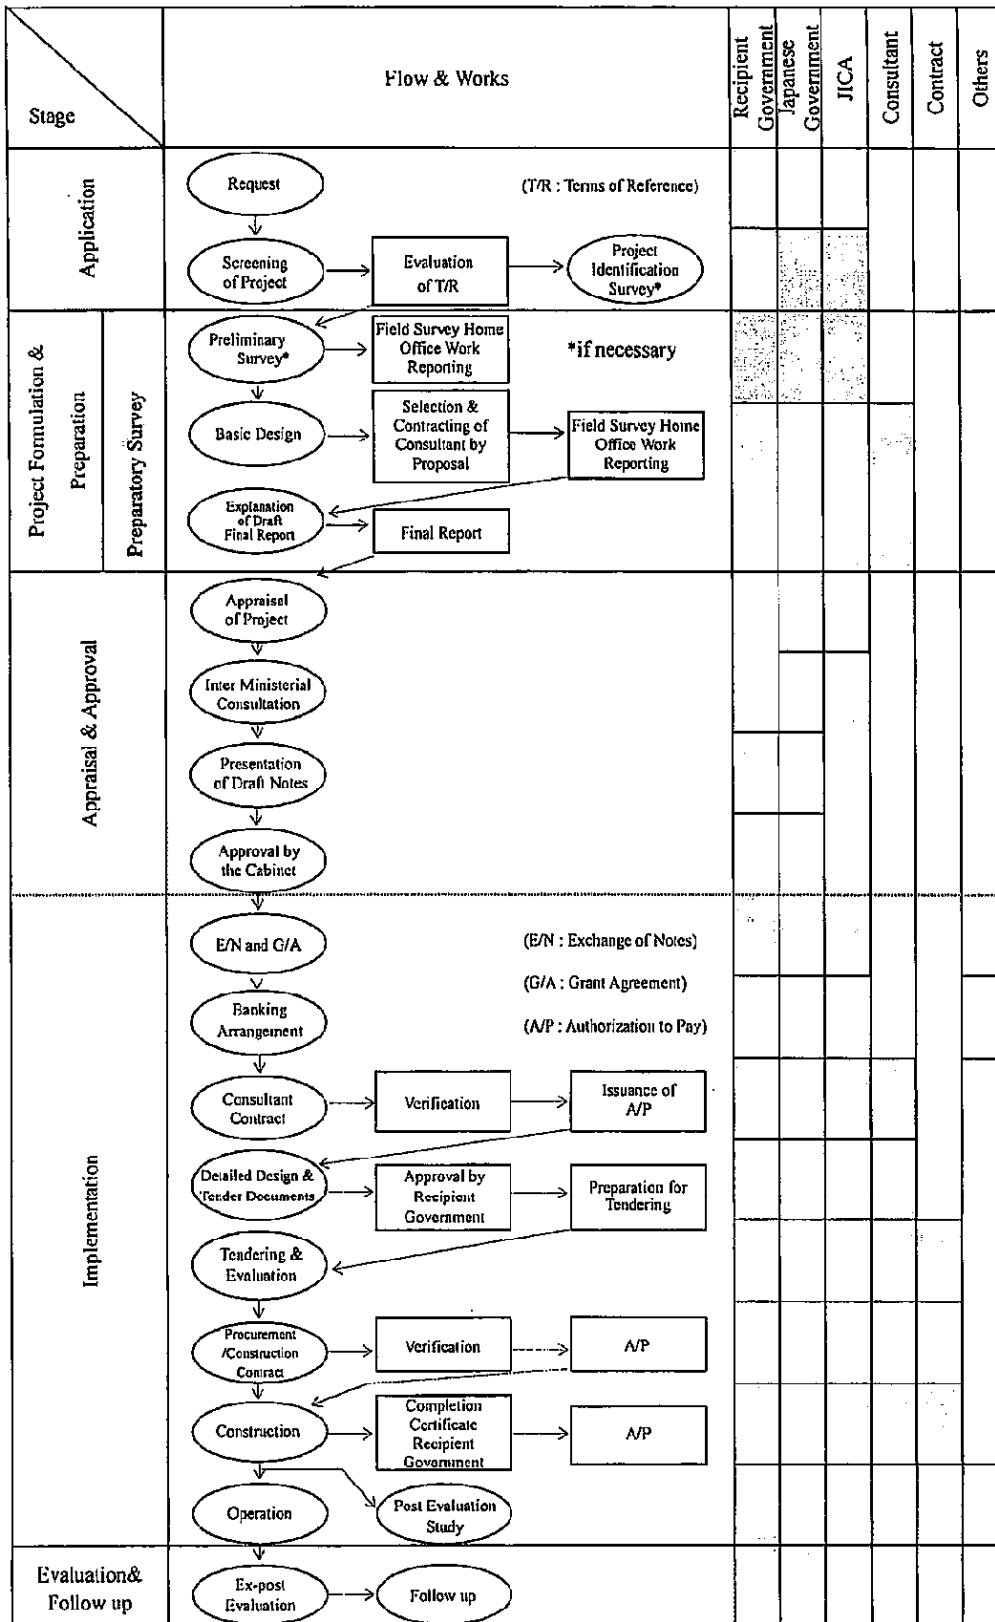 Stage
Flow & Works
Recipient
Government
Japanese
Government
JICA
Consultant
Contract
Others
Application
Request
(T/R : Terms of Reference)
Screening
of Project
Evaluation
of T/R
Project
Identification
Survey*
Project Formulation &
Preparation
Preparatory Survey
Preliminary
Survey*
Field Survey Home
Office Work
Reporting
*if necessary
Basic Design
Selection &
Contracting of
Consultant by
Proposal
Field Survey Home
Office Work
Reporting
Explanation
of Draft
Final Report
Final Report
Appraisal & Approval
Appraisal
of Project
Inter Ministerial
Consultation
Presentation
of Draft Notes
Approval by
the Cabinet
Implementation
E/N and G/A
(E/N : Exchange of Notes)
(G/A : Grant Agreement)
Banking
Arrangement
(A/P : Authorization to Pay)
Consultant
Contract
Verification
Issuance of
A/P
Detailed Design &
Tender Documents
Approval by
Recipient
Government
Preparation for
Tendering
Tendering &
Evaluation
Procurement
/Construction
Contract
Verification
A/P
Construction
Completion
Certificate
Recipient
Government
A/P
Operation
Post Evaluation
Study
Evaluation&
Follow up
Ex-post
Evaluation
Follow up